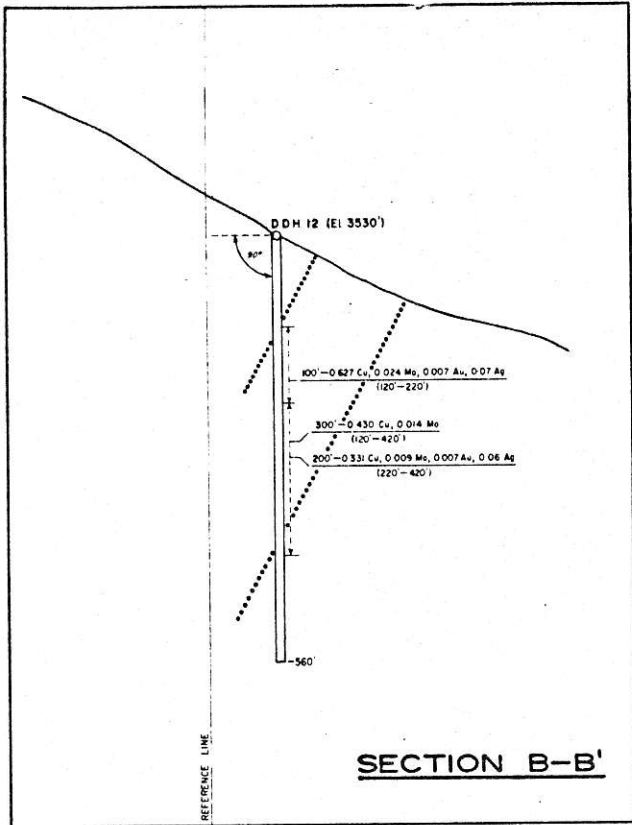 DDH 12 (El 3530')
90°
100'-0.627 Cu, 0.024 Mo, 0.007 Au, 0.07 Ag
(120'-220')
300'-0.430 Cu, 0.014 Mo
(120'-420')
200'-0.331 Cu, 0.009 Mo, 0.007 Au, 0.06 Ag
(220'-420')
-560'
REFERENCE LINE
SECTION B-B'